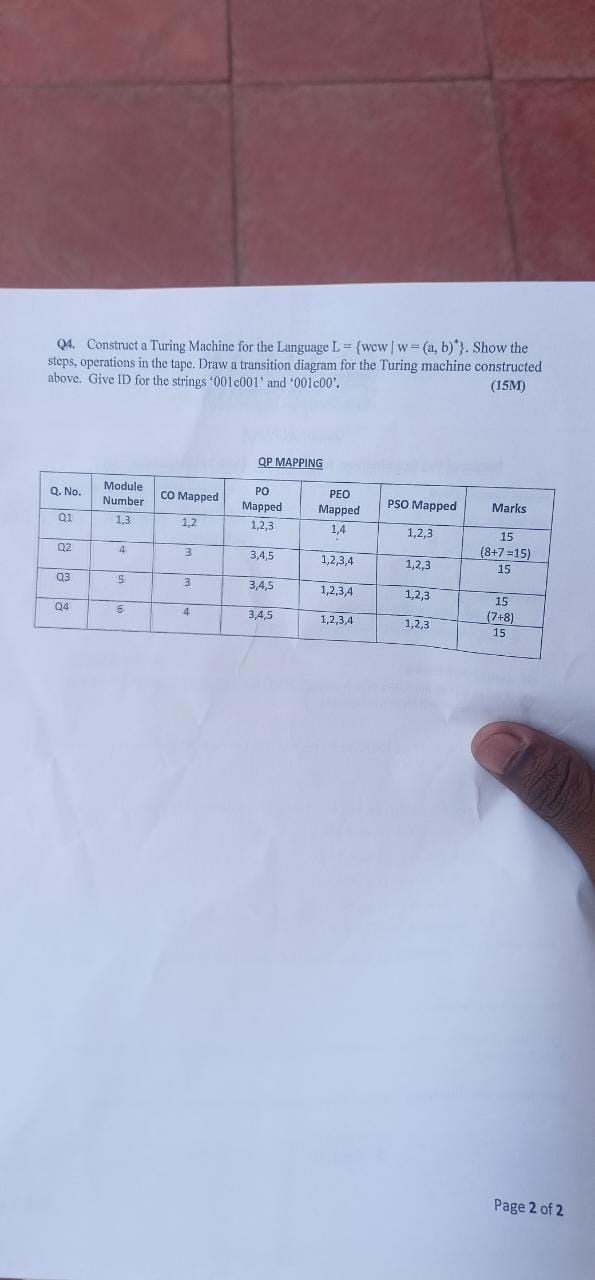 Q4. Construct a Turing Machine for the Language L = {wcw | w = (a, b)*}. Show the
steps, operations in the tape. Draw a transition diagram for the Turing machine constructed
above. Give ID for the strings ‘001c001’ and ‘001c00’. (15M)
QP MAPPING
Q. No. Module Number CO Mapped PO Mapped PEO Mapped PSO Mapped Marks
Q1 1,3 1,2 1,2,3 1,4 1,2,3 15 (8+7 =15)
Q2 4 3 3,4,5 1,2,3,4 1,2,3 15
Q3 5 3 3,4,5 1,2,3,4 1,2,3 15 (7+8)
Q4 6 4 3,4,5 1,2,3,4 1,2,3 15
Page 2 of 2